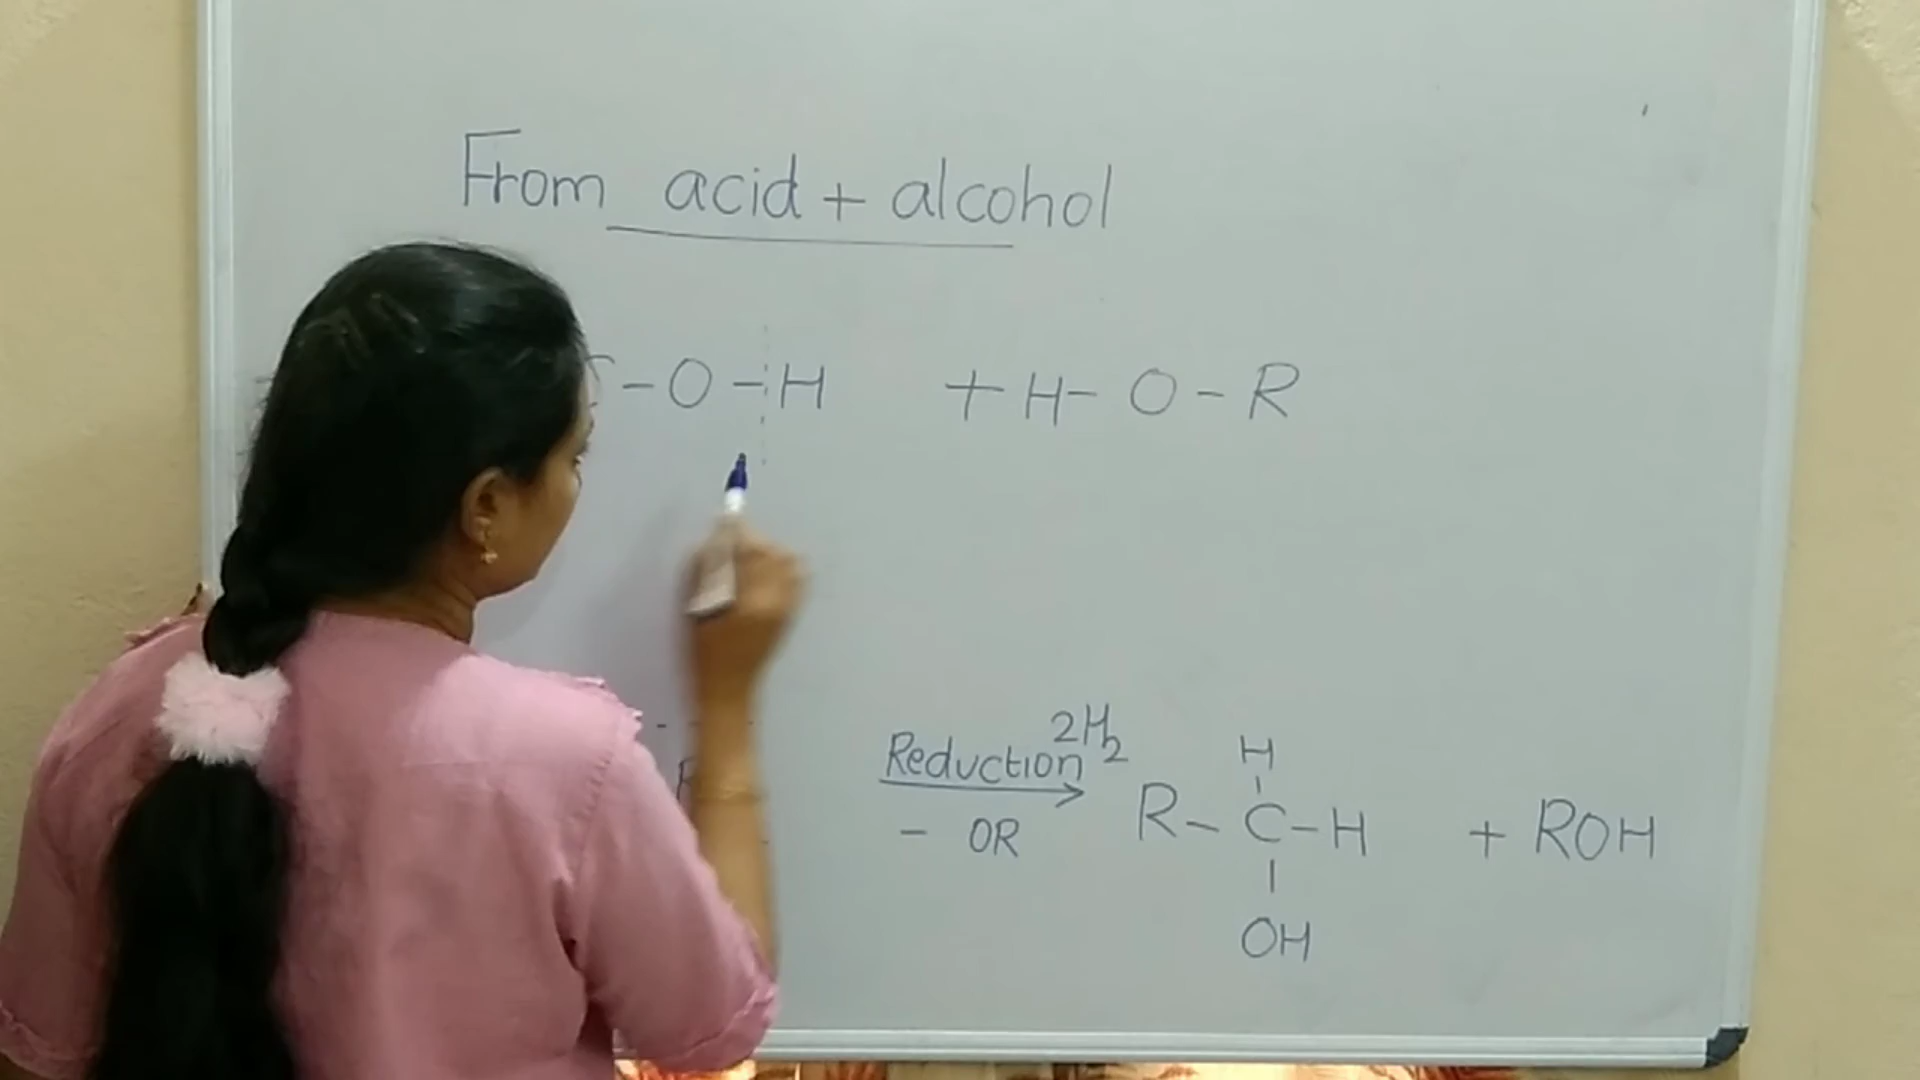 From acid + alcohol
C - O - H + H - O - R
Reduction 2H₂
- OR
H
R - C - H + ROH
OH